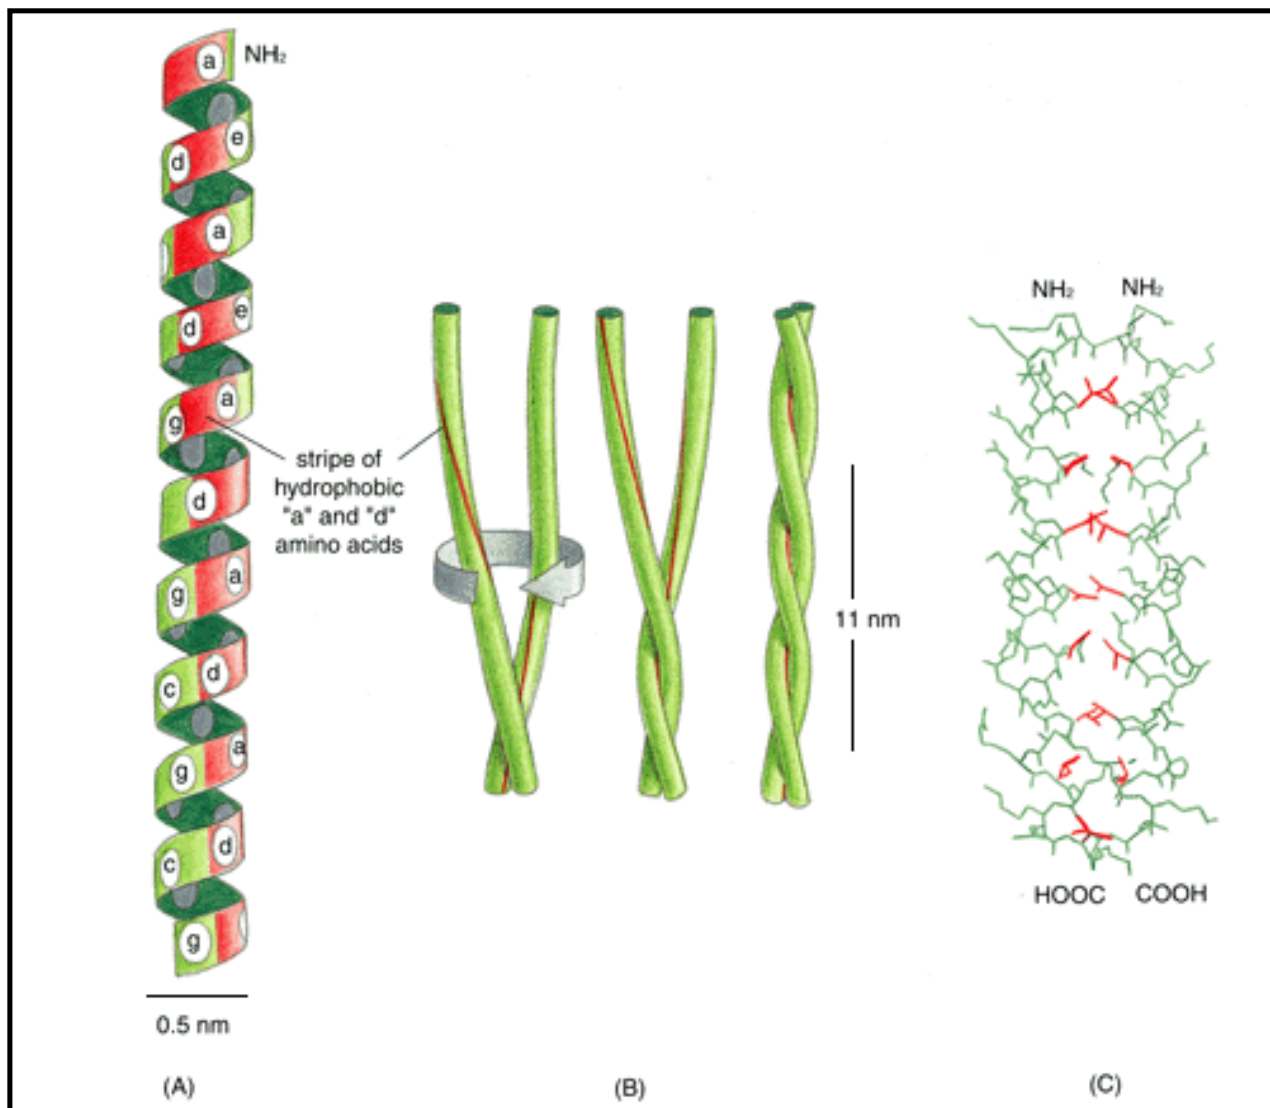 a
NH₂
e
d
a
d
e
a
g
d
a
g
d
c
a
g
d
c
g
0.5 nm
(A)
stripe of
hydrophobic
"a" and "d"
amino acids
11 nm
(B)
NH₂
NH₂
HOOC
COOH
(C)